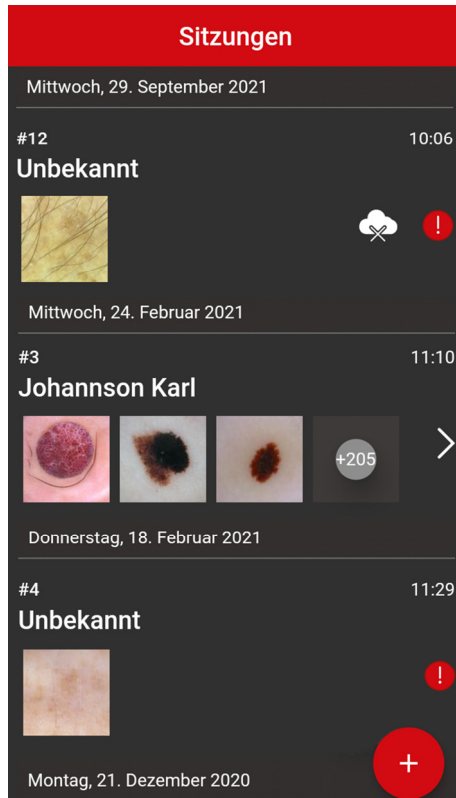 Sitzungen
Mittwoch, 29. September 2021
#12 10:06
Unbekannt
!
Mittwoch, 24. Februar 2021
#3 11:10
Johannson Karl
+205
Donnerstag, 18. Februar 2021
#4 11:29
Unbekannt
!
+
Montag, 21. Dezember 2020